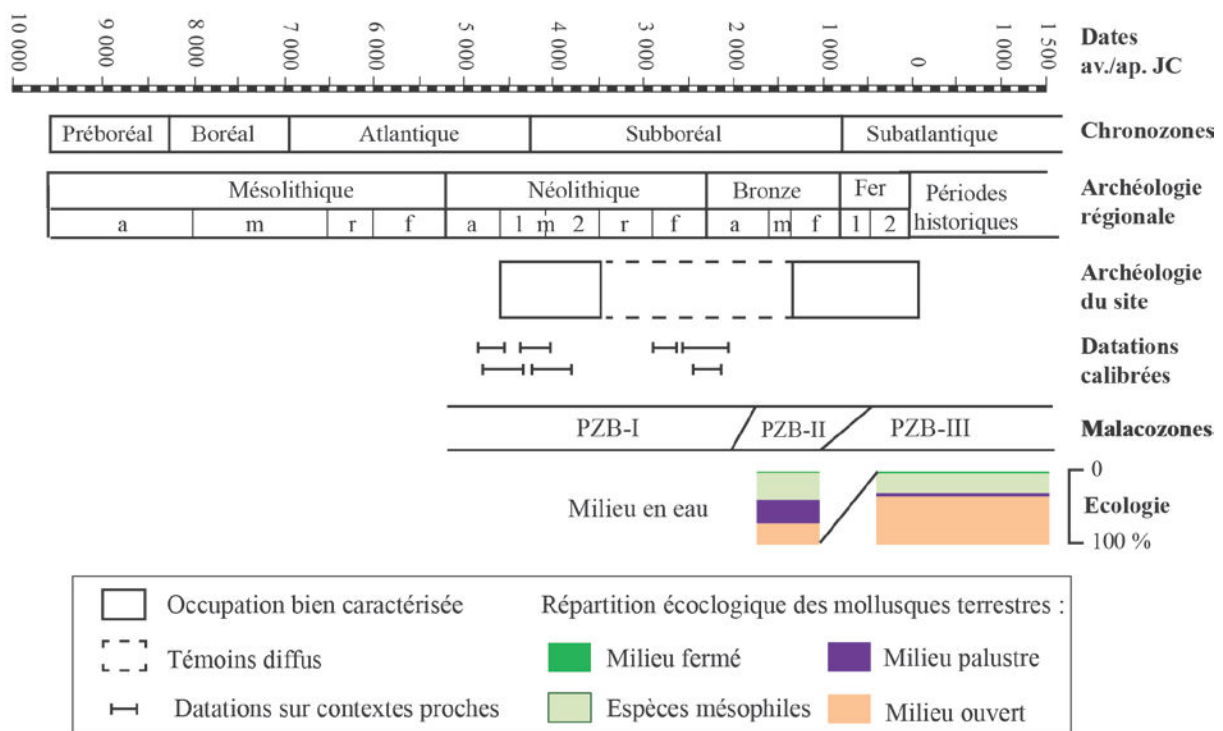 10 000 9 000 8 000 7 000 6 000 5 000 4 000 3 000 2 000 1 000 0 1 000 1 500
Dates
av./ap. JC
Préboréal Boréal Atlantique Subboréal Subatlantique
Chronozones
Mésolithique Néolithique Bronze Fer
a m r f a 1 m 2 r f a m f 1 2
Périodes
historiques
Archéologie
régionale
Archéologie
du site
Datations
calibrées
PZB-I PZB-II PZB-III
Malacozones
Milieu en eau
0
Ecologie
100 %
Occupation bien caractérisée
Témoins diffus
Datations sur contextes proches
Répartition écoclogique des mollusques terrestres :
Milieu fermé
Milieu palustre
Espèces mésophiles
Milieu ouvert